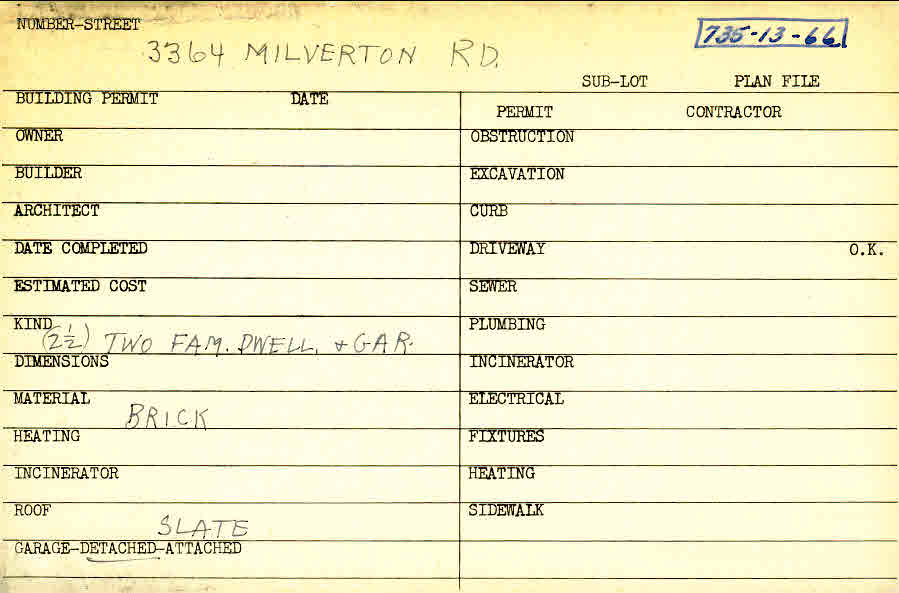 NUMBER-STREET
735-13-66
3364 MILVERTON RD.
SUB-LOT PLAN FILE
BUILDING PERMIT DATE
PERMIT CONTRACTOR
OWNER
OBSTRUCTION
BUILDER
EXCAVATION
ARCHITECT
CURB
DATE COMPLETED
DRIVEWAY O.K.
ESTIMATED COST
SEWER
KIND
(2 1/2) TWO FAM. DWELL. + GAR.
PLUMBING
DIMENSIONS
INCINERATOR
MATERIAL
BRICK
ELECTRICAL
HEATING
FIXTURES
INCINERATOR
HEATING
ROOF
SLATE
SIDEWALK
GARAGE-DETACHED-ATTACHED